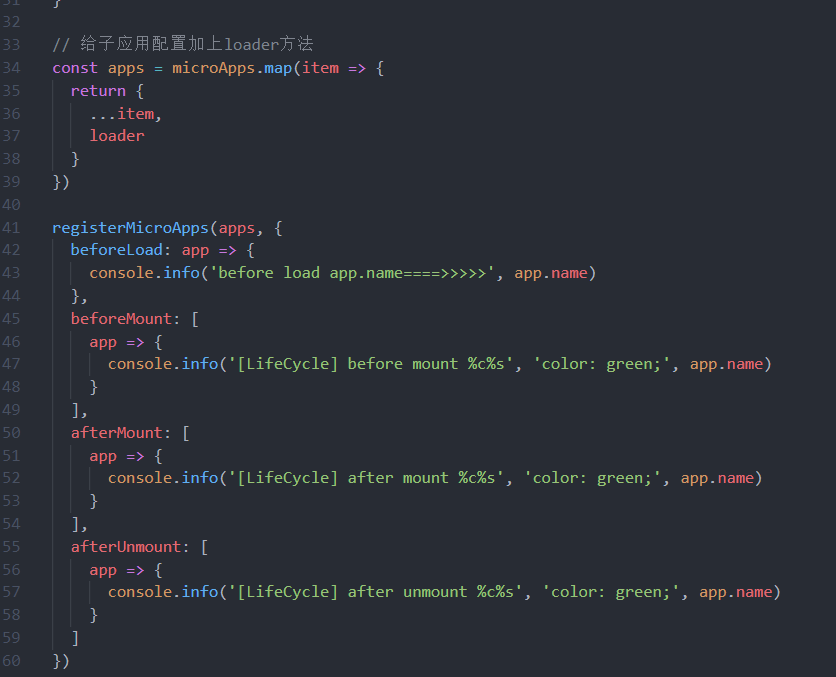 31 }
32
33 // 给子应用配置加上loader方法
34 const apps = microApps.map(item => {
35 return {
36 ...item,
37 loader
38 }
39 })
40
41 registerMicroApps(apps, {
42 beforeLoad: app => {
43 console.info('before load app.name====>>>>>', app.name)
44 },
45 beforeMount: [
46 app => {
47 console.info('[LifeCycle] before mount %c%s', 'color: green;', app.name)
48 }
49 ],
50 afterMount: [
51 app => {
52 console.info('[LifeCycle] after mount %c%s', 'color: green;', app.name)
53 }
54 ],
55 afterUnmount: [
56 app => {
57 console.info('[LifeCycle] after unmount %c%s', 'color: green;', app.name)
58 }
59 ]
60 })